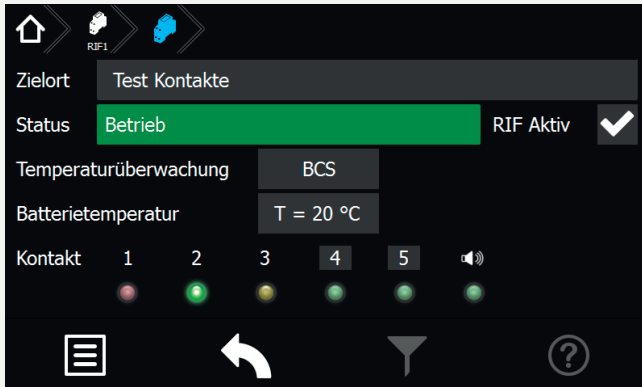 RIF1
Zielort Test Kontakte
Status Betrieb RIF Aktiv
Temperaturüberwachung BCS
Batterietemperatur T = 20 °C
Kontakt 1 2 3 4 5
?